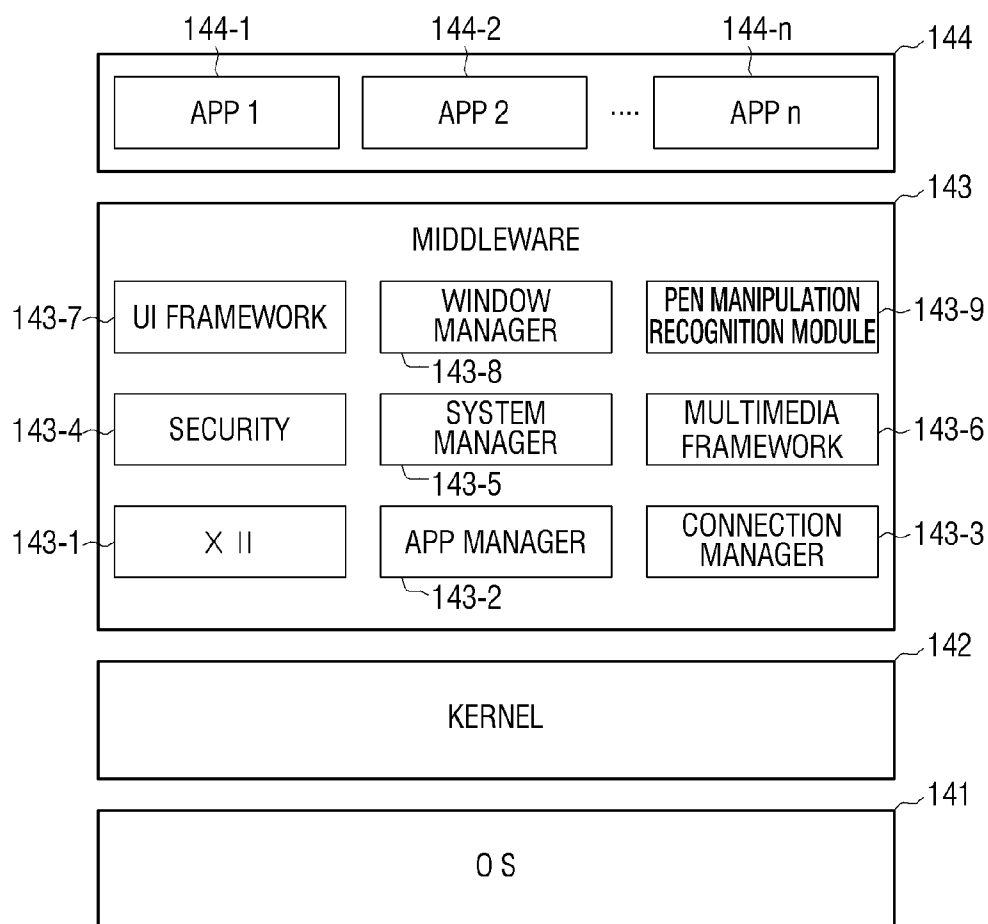 144-1
144-2
144-n
144
APP 1
APP 2
....
APP n
143
MIDDLEWARE
143-7
UI FRAMEWORK
WINDOW
MANAGER
143-8
PEN MANIPULATION
RECOGNITION MODULE
143-9
143-4
SECURITY
SYSTEM
MANAGER
143-5
MULTIMEDIA
FRAMEWORK
143-6
143-1
X II
APP MANAGER
143-2
CONNECTION
MANAGER
143-3
142
KERNEL
141
O S